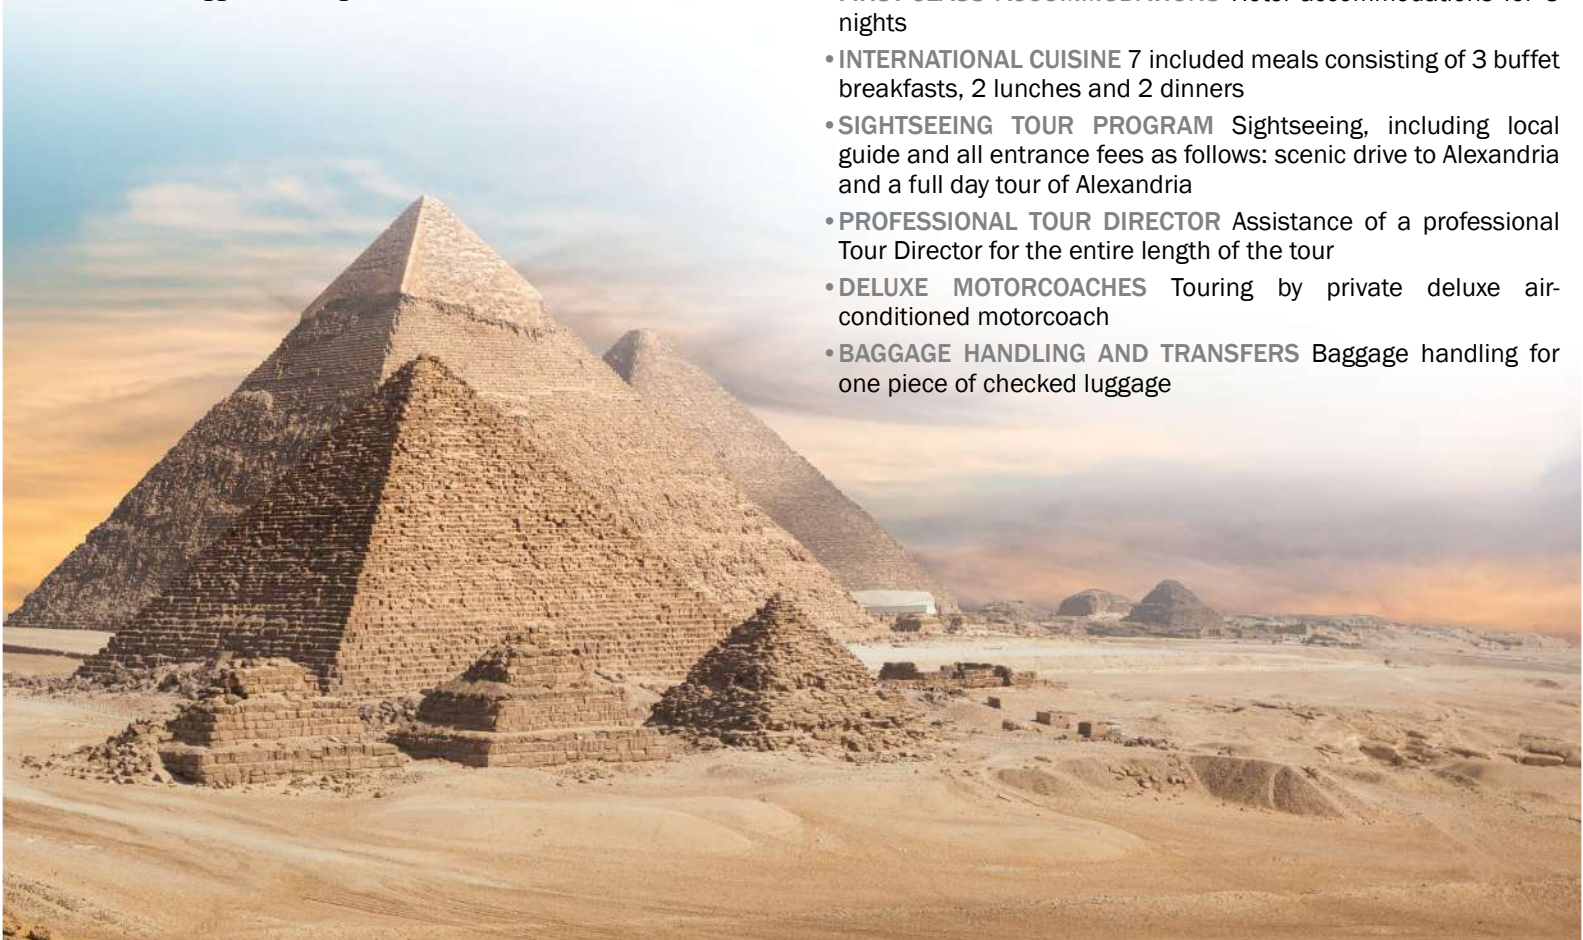 nights
• INTERNATIONAL CUISINE 7 included meals consisting of 3 buffet
breakfasts, 2 lunches and 2 dinners
• SIGHTSEEING TOUR PROGRAM Sightseeing, including local
guide and all entrance fees as follows: scenic drive to Alexandria
and a full day tour of Alexandria
• PROFESSIONAL TOUR DIRECTOR Assistance of a professional
Tour Director for the entire length of the tour
• DELUXE MOTORCOACHES Touring by private deluxe air-
conditioned motorcoach
• BAGGAGE HANDLING AND TRANSFERS Baggage handling for
one piece of checked luggage